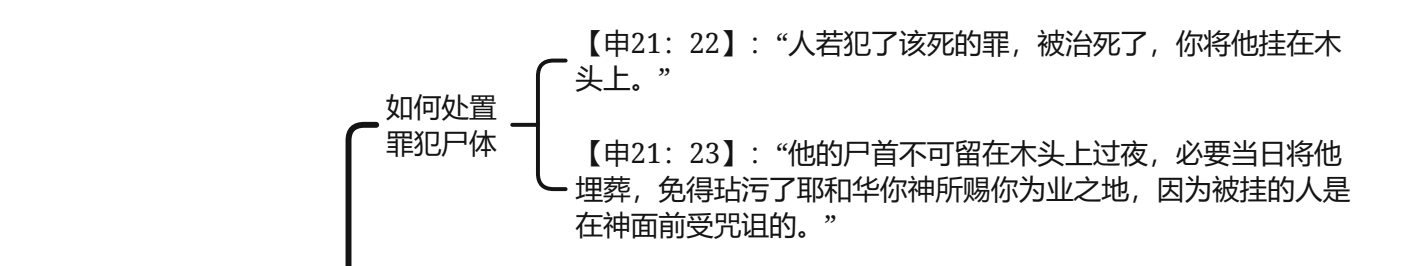 如何处置
罪犯尸体
【申21：22】：“人若犯了该死的罪，被治死了，你将他挂在木
头上。”
【申21：23】：“他的尸首不可留在木头上过夜，必要当日将他
埋葬，免得玷污了耶和华你神所赐你为业之地，因为被挂的人是
在神面前受咒诅的。”